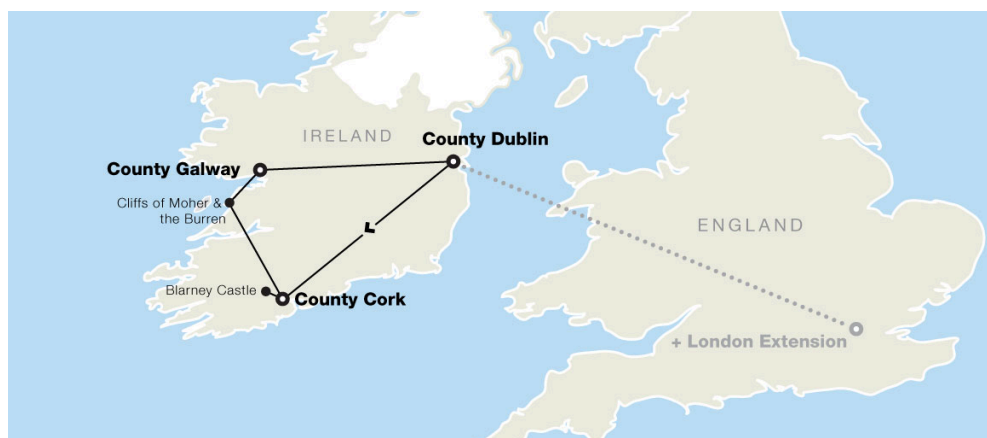 IRELAND
County Dublin
County Galway
Cliffs of Moher &
the Burren
ENGLAND
Blarney Castle
County Cork
+ London Extension